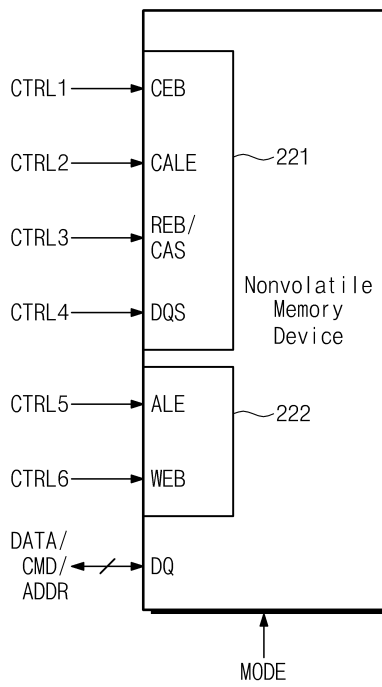 CTRL1
CEB
CTRL2
CALE
221
CTRL3
REB/
CAS
CTRL4
DQS
Nonvolatile
Memory
Device
CTRL5
ALE
222
CTRL6
WEB
DATA/
CMD/
ADDR
DQ
MODE